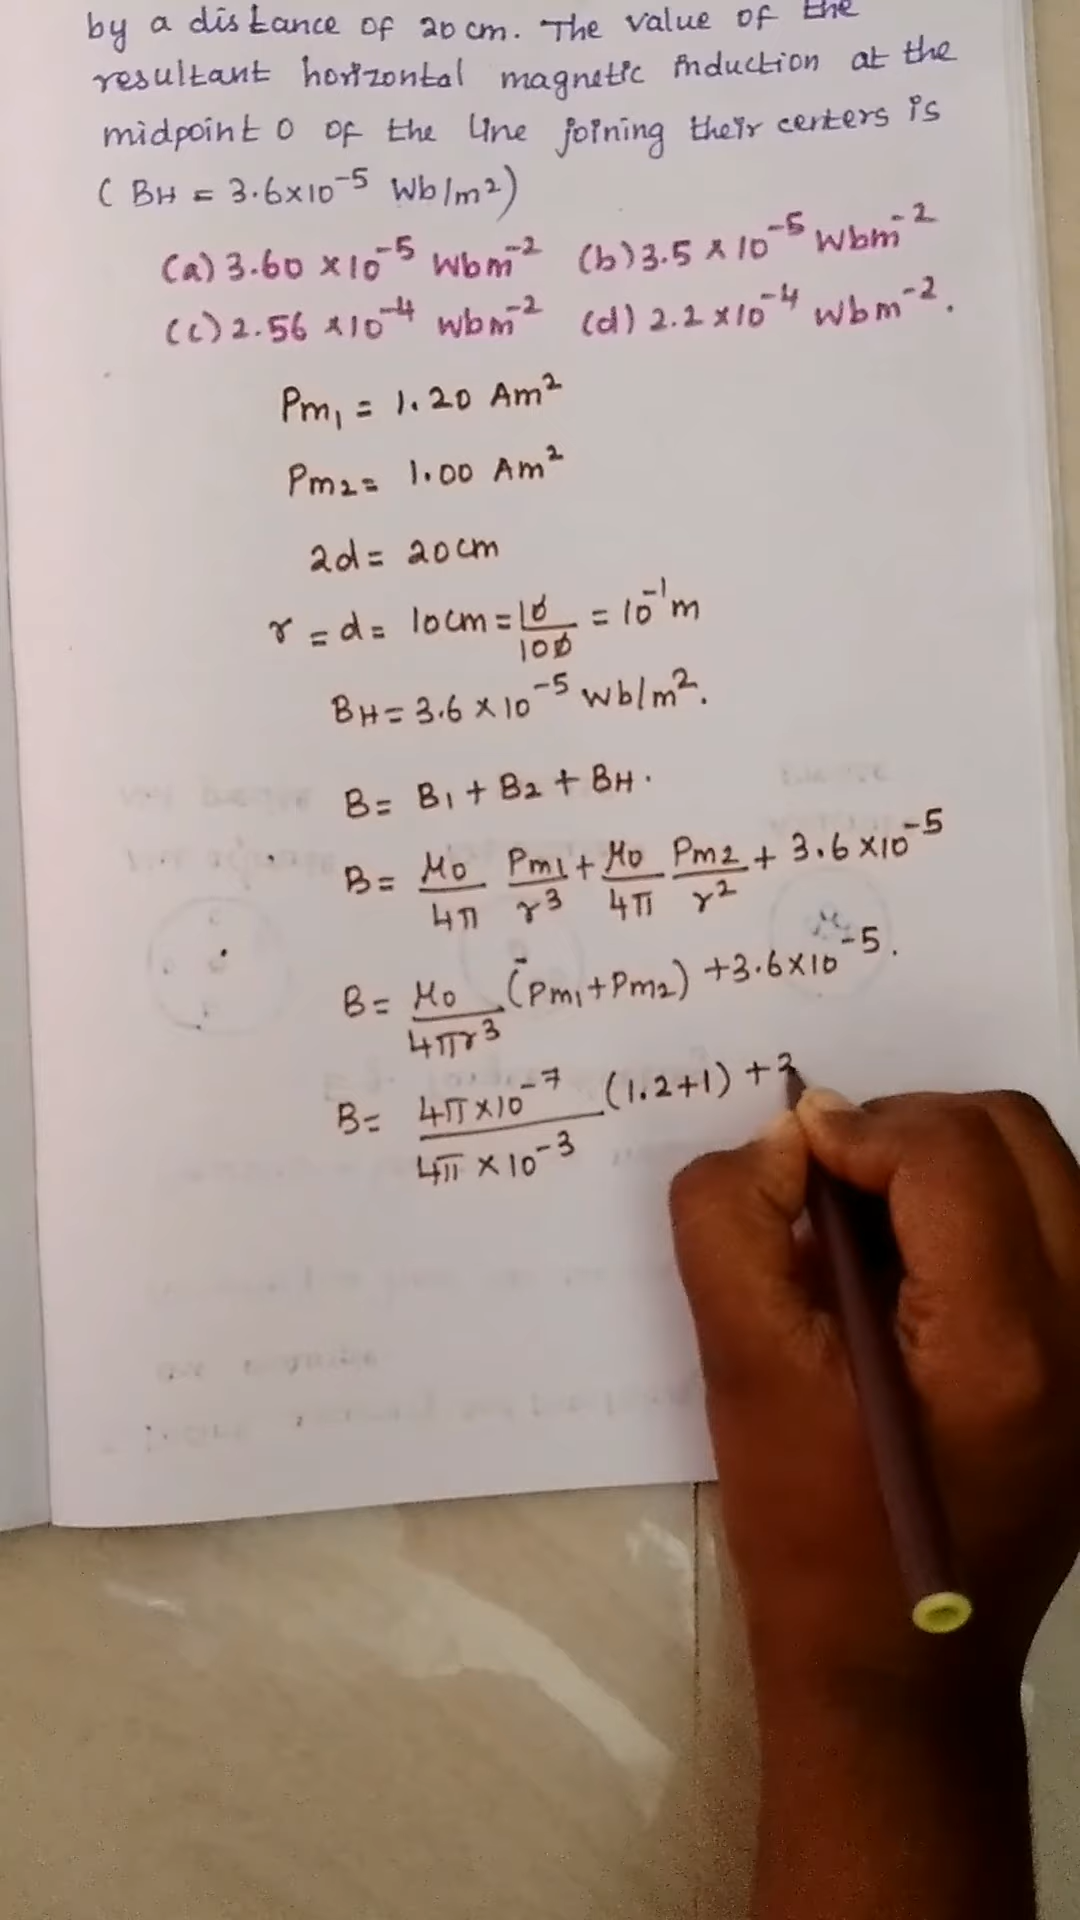 by a distance of 20cm. The value of the
resultant horizontal magnetic induction at the
midpoint O of the line joining their centers is
( BH = 3.6×10⁻⁵ Wb/m²)
(a) 3.60 ×10⁻⁵ Wbm⁻² (b) 3.5 × 10⁻⁵ Wbm⁻²
(c) 2.56 ×10⁻⁴ wbm⁻² (d) 2.2 ×10⁻⁴ wbm⁻².
Pm₁ = 1.20 Am²
Pm₂ = 1.00 Am²
2d = 20cm
r = d = 10cm = 10/100 = 10⁻¹m
BH = 3.6 × 10⁻⁵ wb/m².
B = B₁ + B₂ + BH.
B = μ₀/4π Pm₁/r³ + μ₀/4π Pm₂/r² + 3.6×10⁻⁵
B = μ₀/4πr³ (Pm₁+Pm₂) +3.6×10⁻⁵.
B = 4π×10⁻⁷/4π×10⁻³ (1.2+1) +3